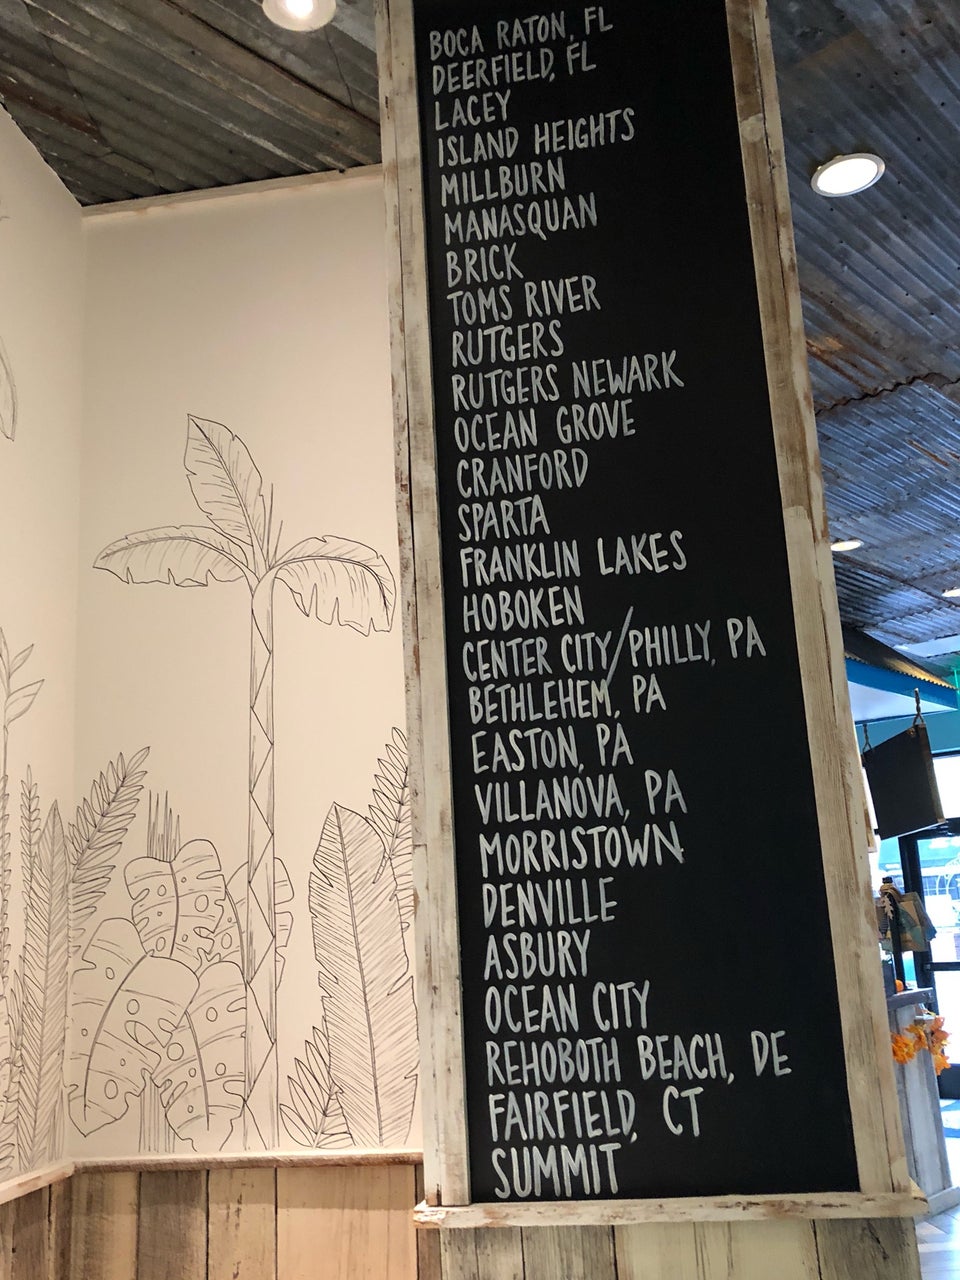 BOCA RATON, FL
DEERFIELD, FL
LACEY
ISLAND HEIGHTS
MILLBURN
MANASQUAN
BRICK
TOMS RIVER
RUTGERS
RUTGERS NEWARK
OCEAN GROVE
CRANFORD
SPARTA
FRANKLIN LAKES
HOBOKEN
CENTER CITY/PHILLY, PA
BETHLEHEM, PA
EASTON, PA
VILLANOVA, PA
MORRISTOWN
DENVILLE
ASBURY
OCEAN CITY
REHOBOTH BEACH, DE
FAIRFIELD, CT
SUMMIT